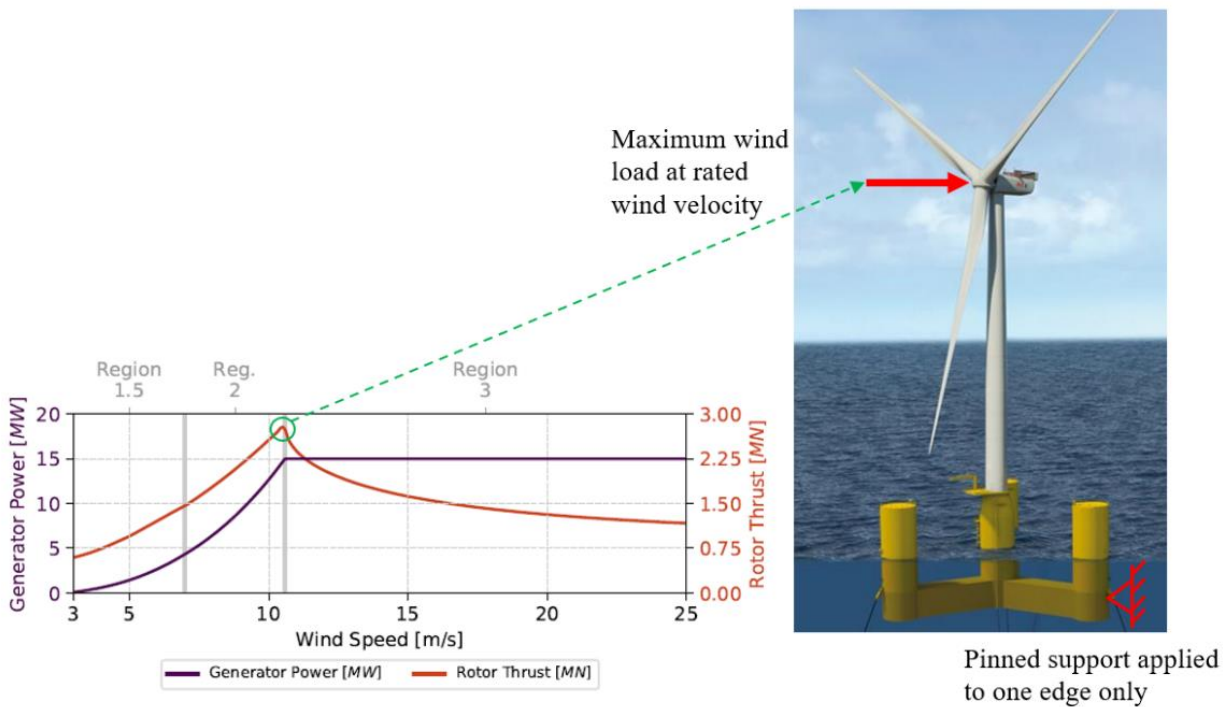 Maximum wind
load at rated
wind velocity
Region
1.5
Reg.
2
Region
3
Generator Power [MW]
20
15
10
5
0
3.00
2.25
1.50
0.75
0.00
Rotor Thrust [MN]
3
5
10
15
20
25
Wind Speed [m/s]
Generator Power [MW]
Rotor Thrust [MN]
Pinned support applied
to one edge only